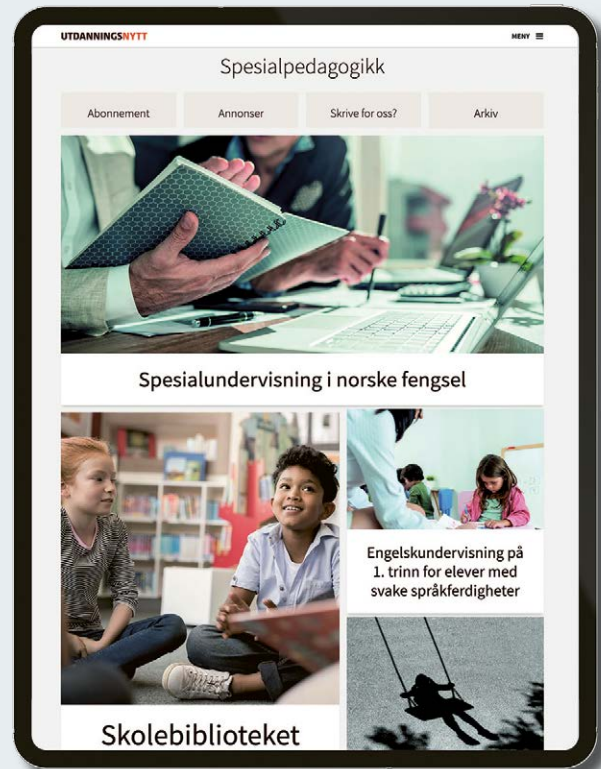 UTDANNINGSNYTT
MENY
Spesialpedagogikk
Abonnement
Annonser
Skrive for oss?
Arkiv
Spesialundervisning i norske fengsel
Engelskundervisning på
1. trinn for elever med
svake språkferdigheter
Skolebiblioteket